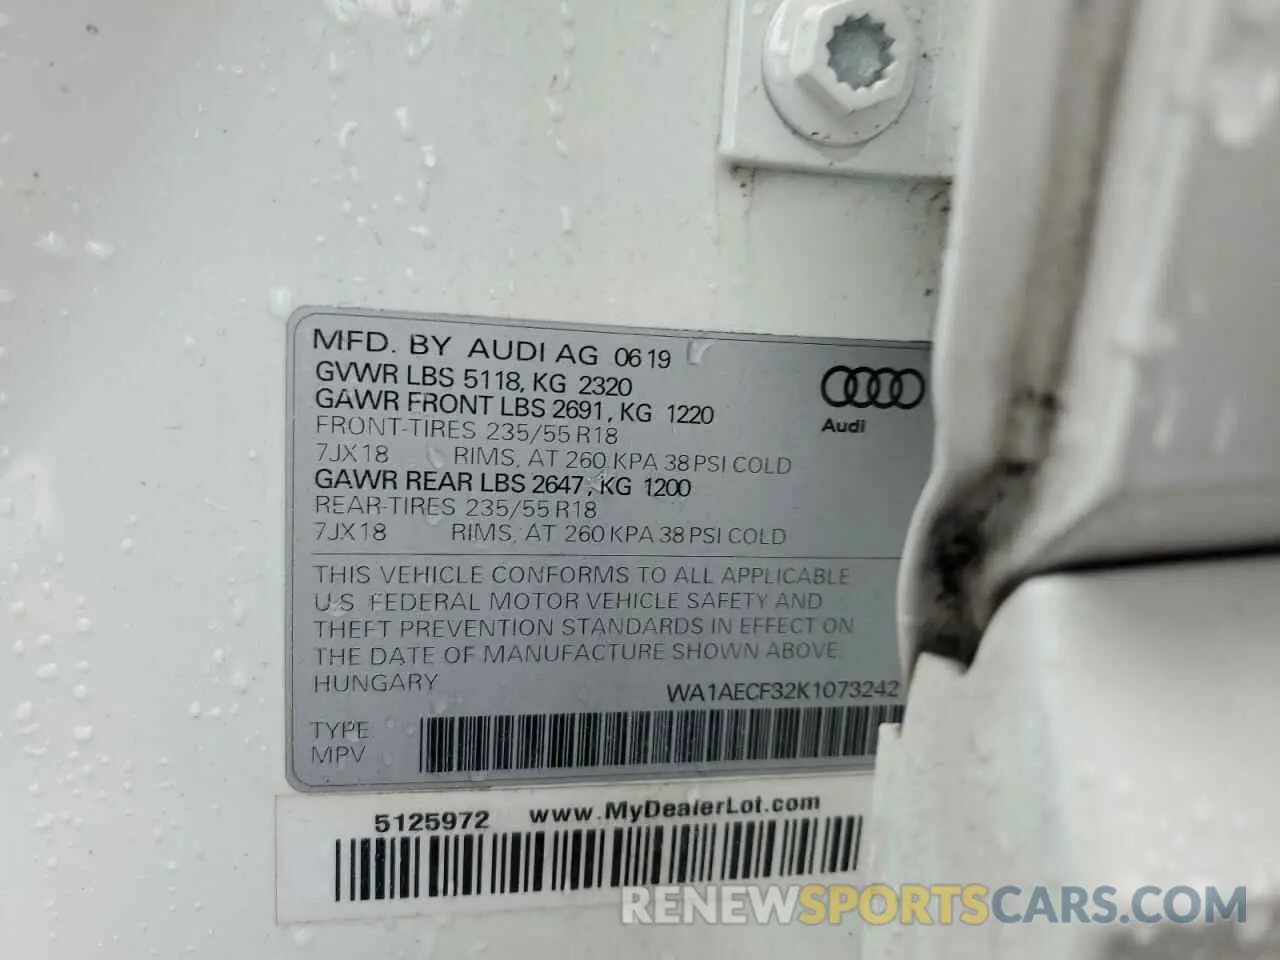 MFD. BY AUDI AG 06 19
GVWR LBS 5118, KG 2320
GAWR FRONT LBS 2691, KG 1220
FRONT-TIRES 235/55 R18
7JX18 RIMS, AT 260 KPA 38 PSI COLD
GAWR REAR LBS 2647, KG 1200
REAR-TIRES 235/55 R18
7JX18 RIMS, AT 260 KPA 38 PSI COLD
Audi
THIS VEHICLE CONFORMS TO ALL APPLICABLE
U.S. FEDERAL MOTOR VEHICLE SAFETY AND
THEFT PREVENTION STANDARDS IN EFFECT ON
THE DATE OF MANUFACTURE SHOWN ABOVE
HUNGARY WA1AECF32K1073242
TYPE
MPV
5125972 www.MyDealerLot.com
RENEWSPORTSCARS.COM